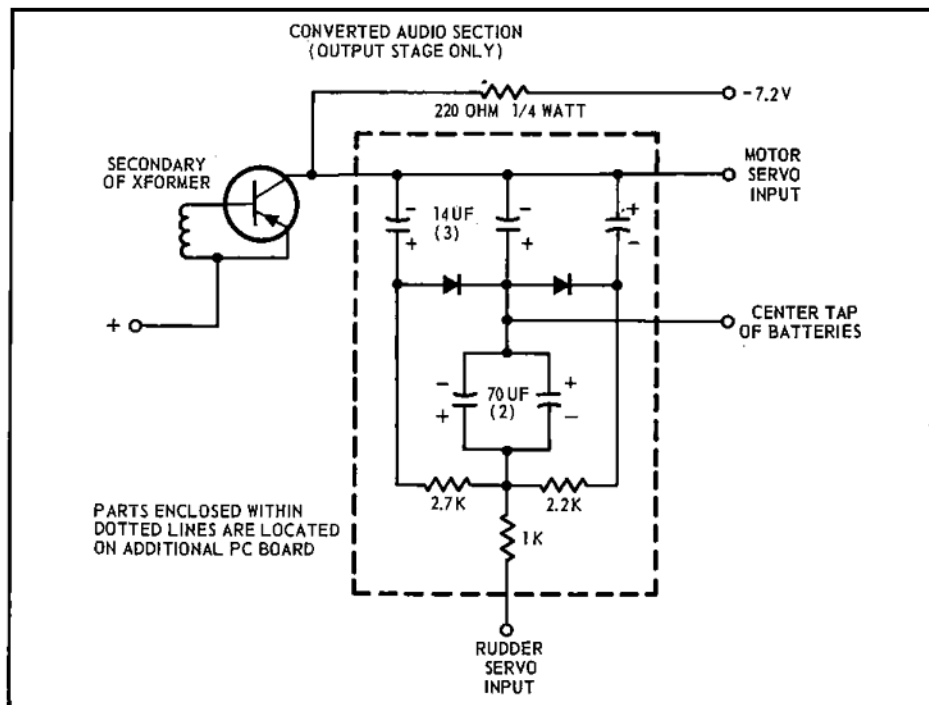 CONVERTED AUDIO SECTION
(OUTPUT STAGE ONLY)
220 OHM 1/4 WATT
-7.2V
SECONDARY
OF XFORMER
MOTOR
SERVO
INPUT
-
-
+
14UF
(3)
+
+
-
+
CENTER TAP
OF BATTERIES
-
+
70UF
(2)
+
-
2.7K
2.2K
PARTS ENCLOSED WITHIN
DOTTED LINES ARE LOCATED
ON ADDITIONAL PC BOARD
1K
RUDDER
SERVO
INPUT